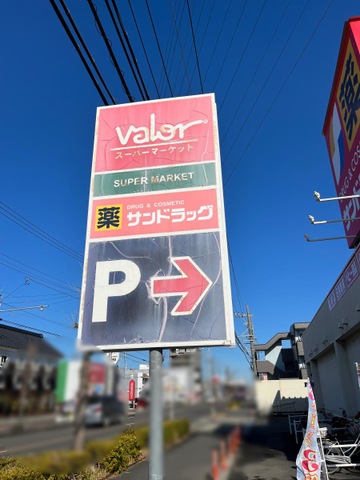 valor
スーパーマーケット
SUPER MARKET
薬
DRUG & COSMETIC
サンドラッグ
P
薬